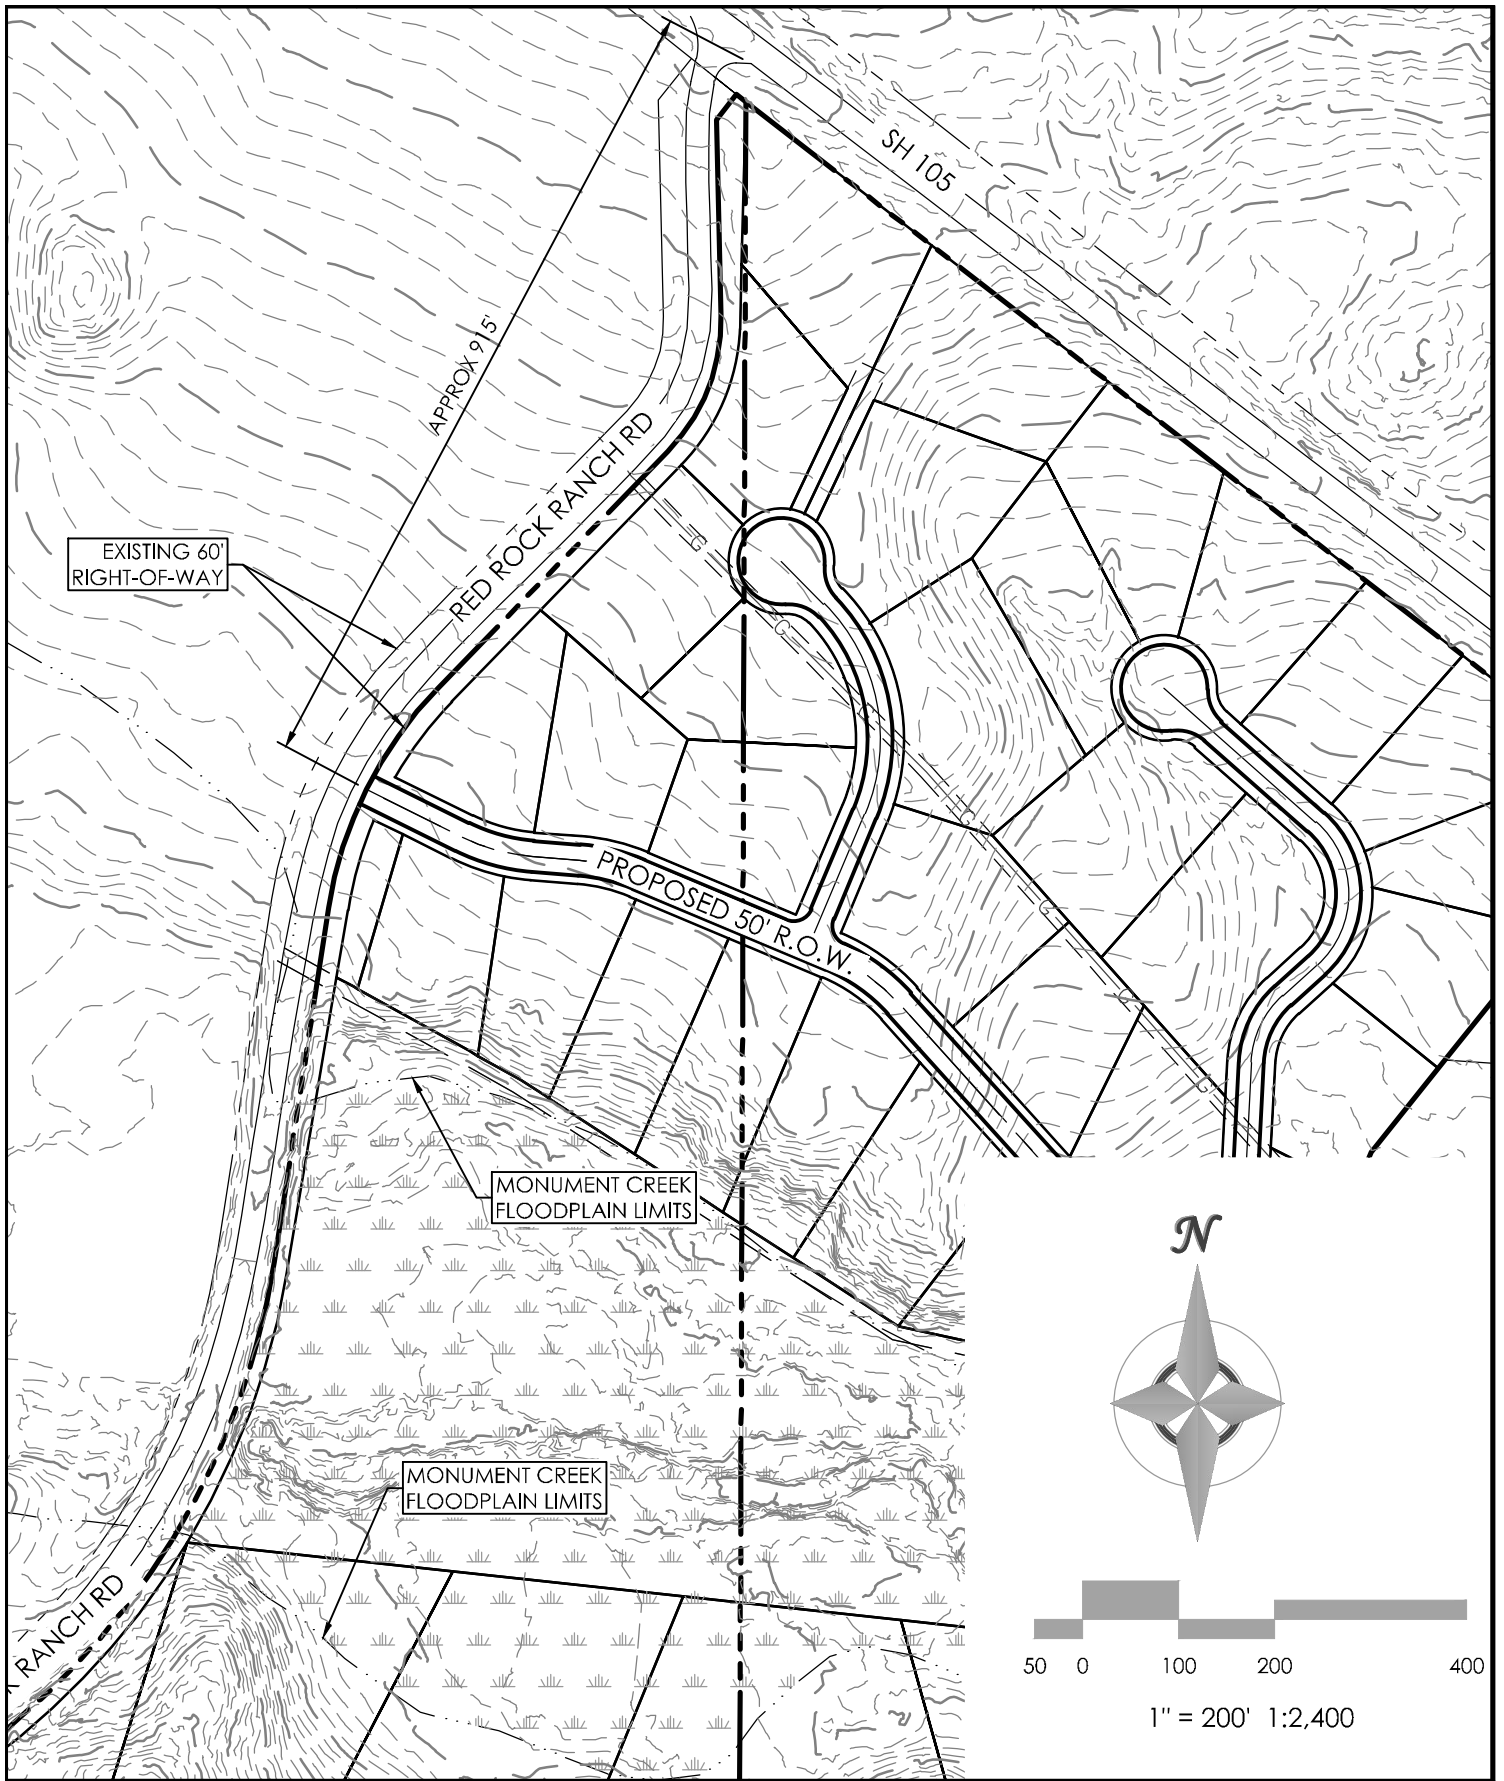 SH 105
APPROX 915'
RED ROCK RANCH RD
EXISTING 60'
RIGHT-OF-WAY
G
G
G
G
G
G
G
PROPOSED 50' R.O.W.
MONUMENT CREEK
FLOODPLAIN LIMITS
N
MONUMENT CREEK
FLOODPLAIN LIMITS
K RANCH RD
50 0 100 200 400
1" = 200' 1:2,400